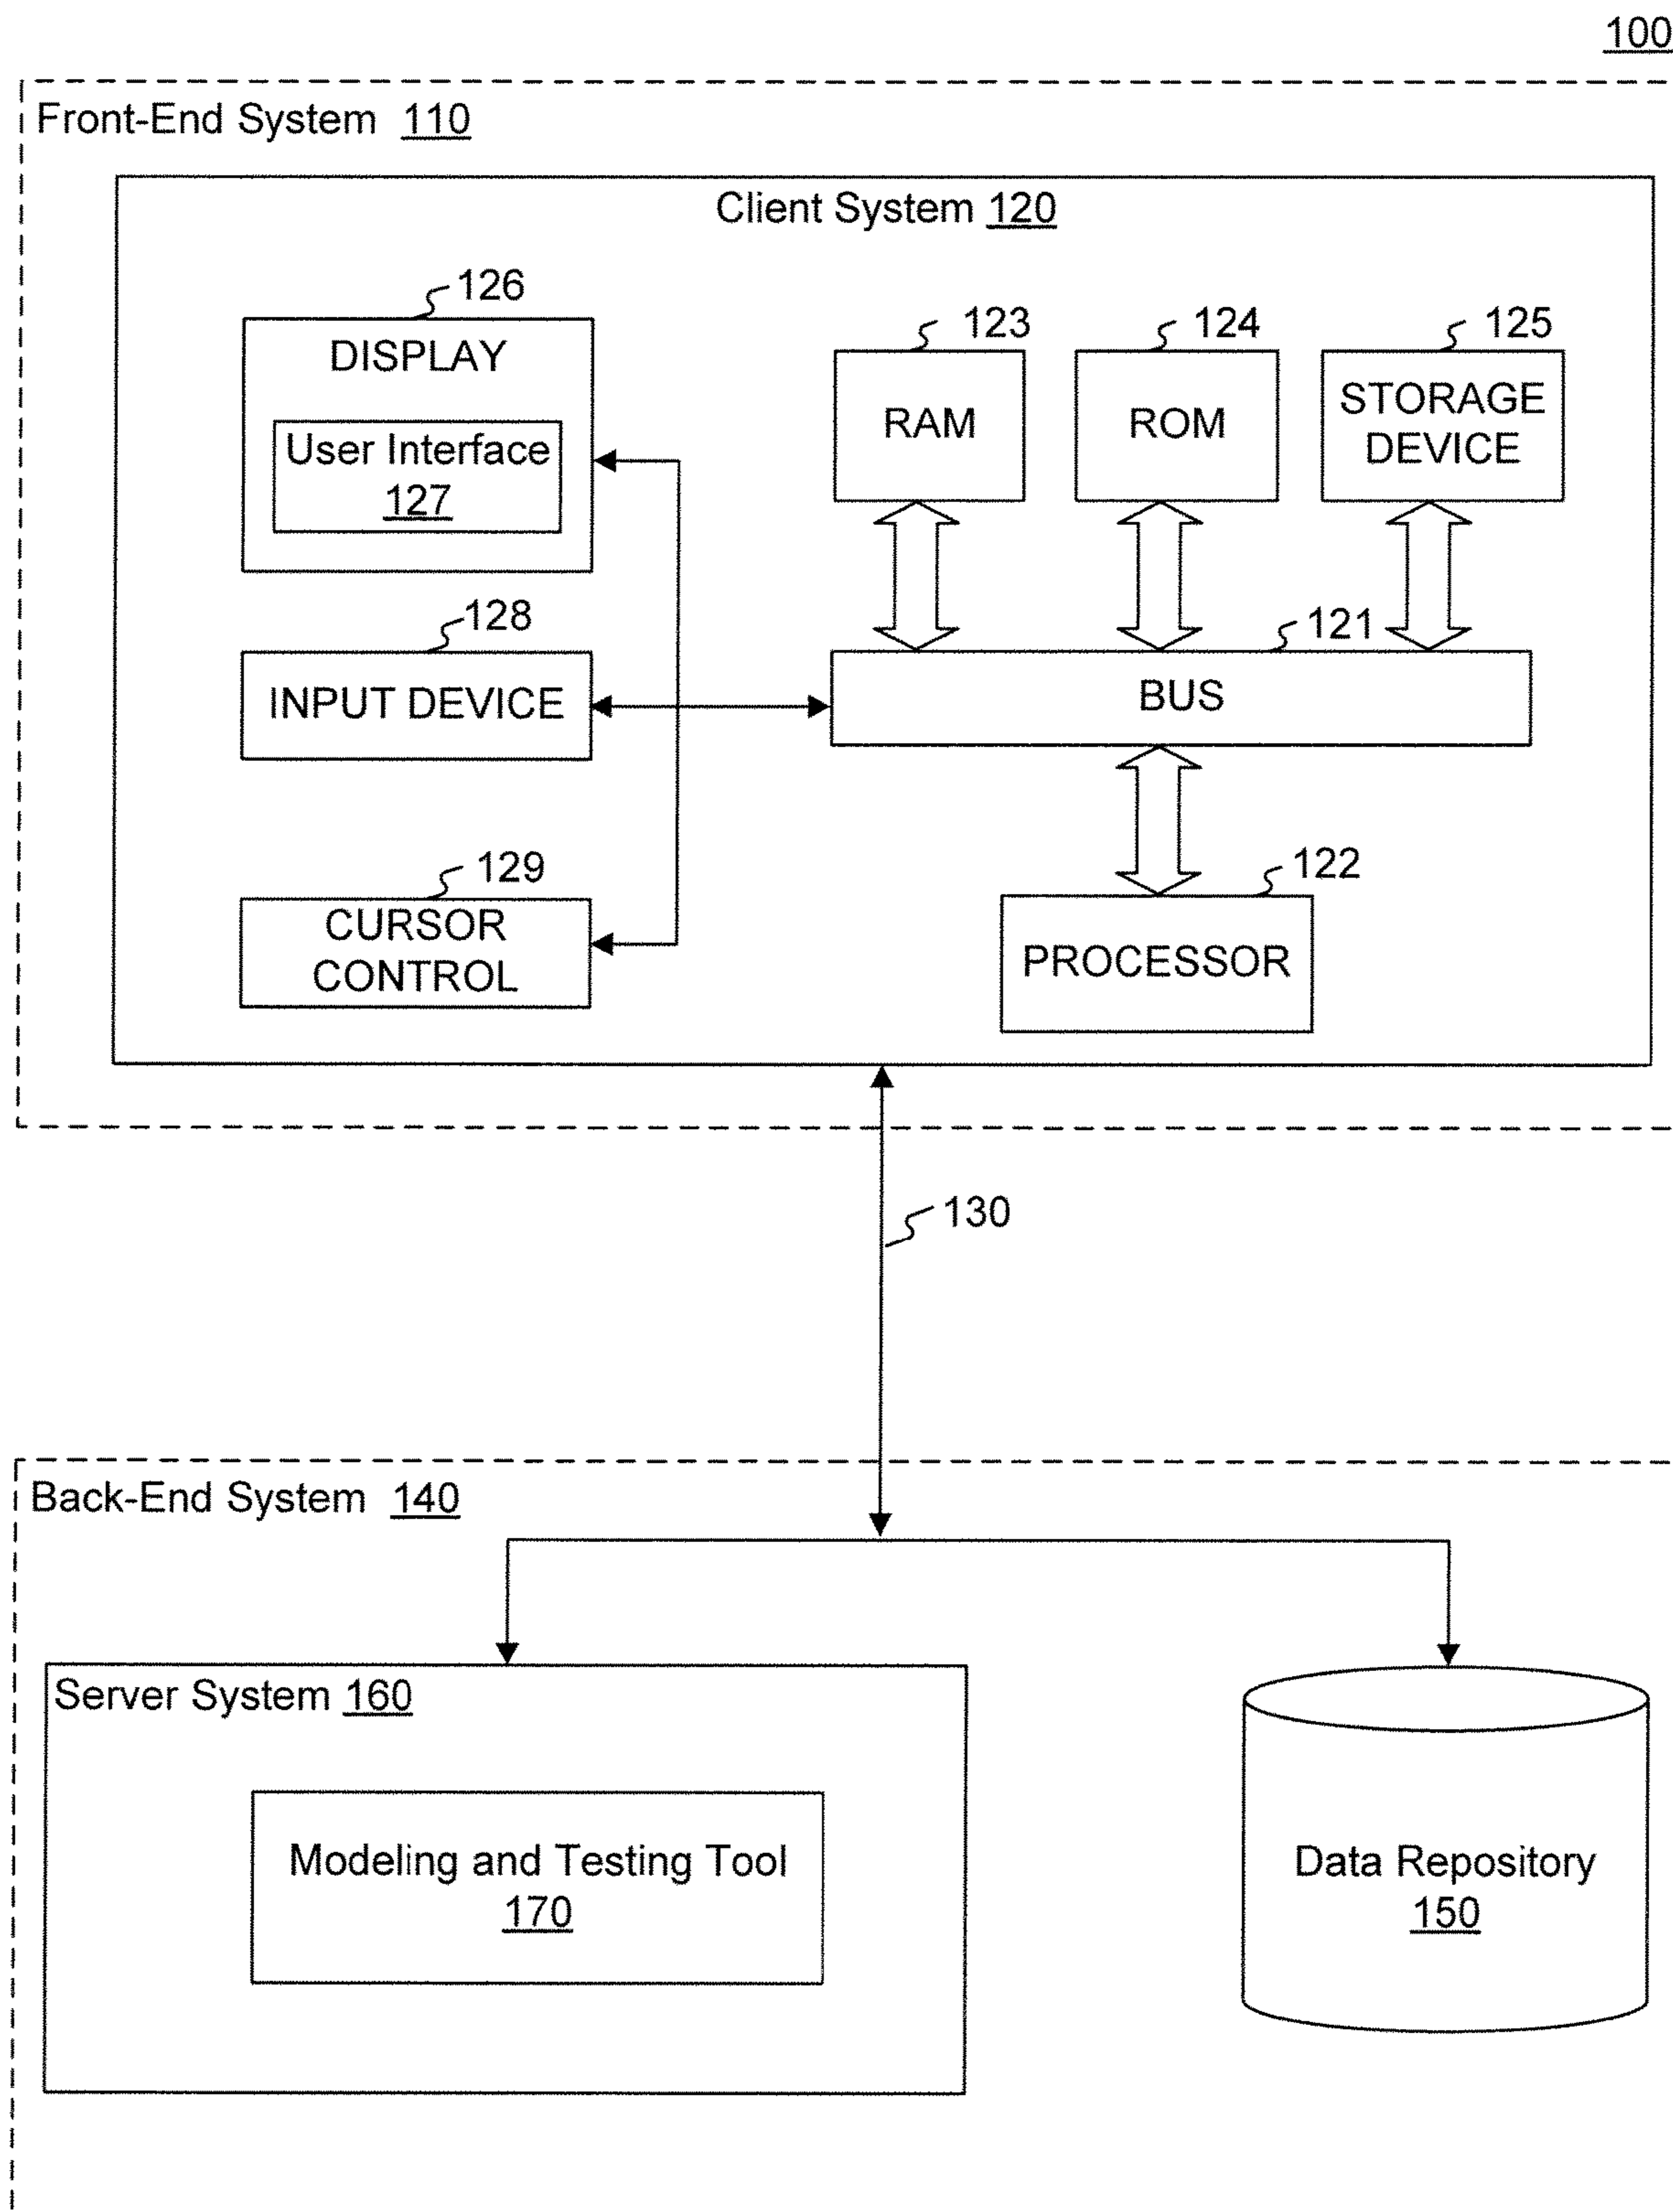 100
Front-End System 110
Client System 120
126
DISPLAY
User Interface
127
123
RAM
124
ROM
125
STORAGE
DEVICE
128
INPUT DEVICE
121
BUS
129
CURSOR
CONTROL
122
PROCESSOR
130
Back-End System 140
Server System 160
Modeling and Testing Tool
170
Data Repository
150